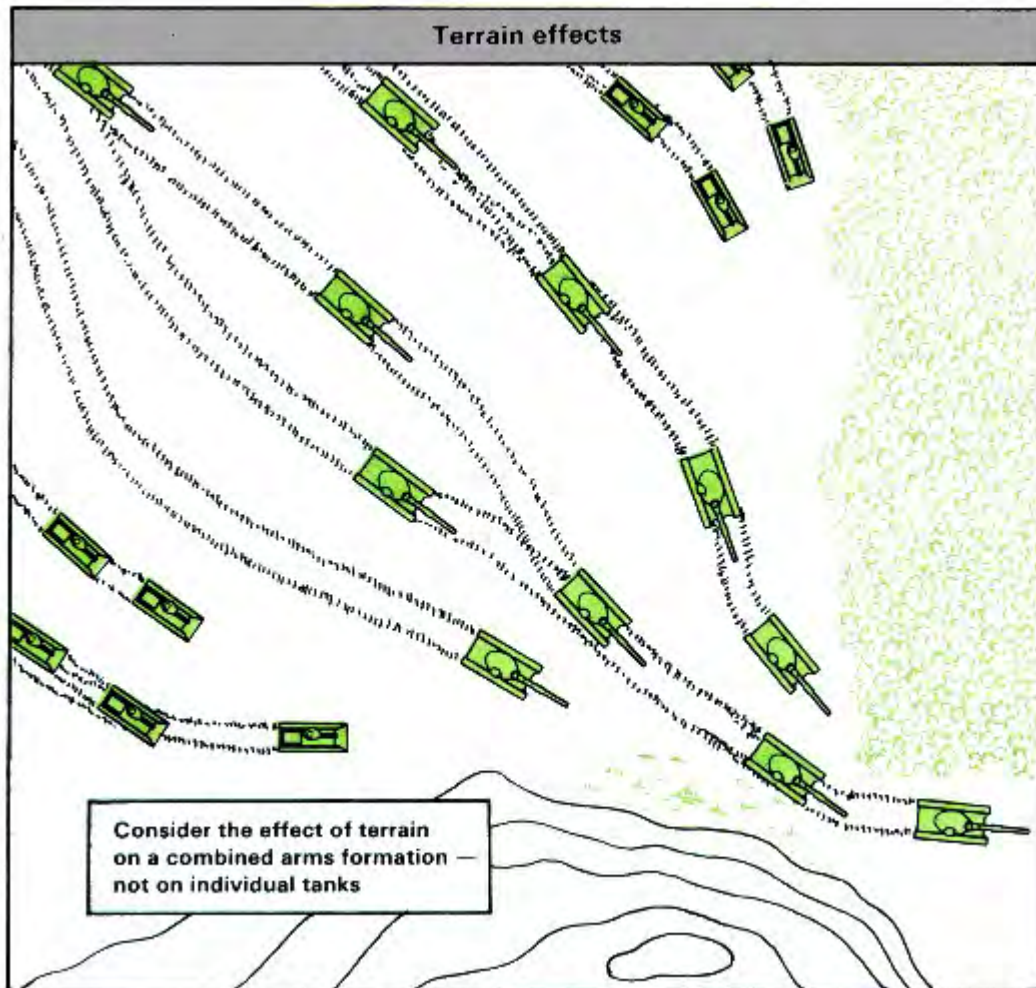 Terrain effects
Consider the effect of terrain
on a combined arms formation —
not on individual tanks